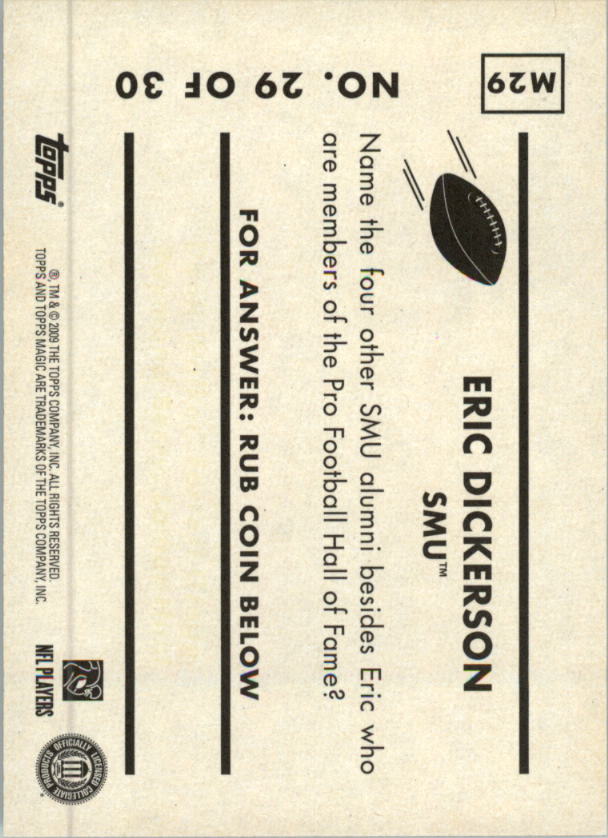 M29
NO. 29 OF 30
ERIC DICKERSON
SMU™
Name the four other SMU alumni besides Eric who
are members of the Pro Football Hall of Fame?
FOR ANSWER: RUB COIN BELOW
topps®
®, TM & © 2009 THE TOPPS COMPANY, INC. ALL RIGHTS RESERVED.
TOPPS AND TOPPS MAGIC ARE TRADEMARKS OF THE TOPPS COMPANY, INC.
NFL PLAYERS
OFFICIALLY LICENSED COLLEGIATE PRODUCTS